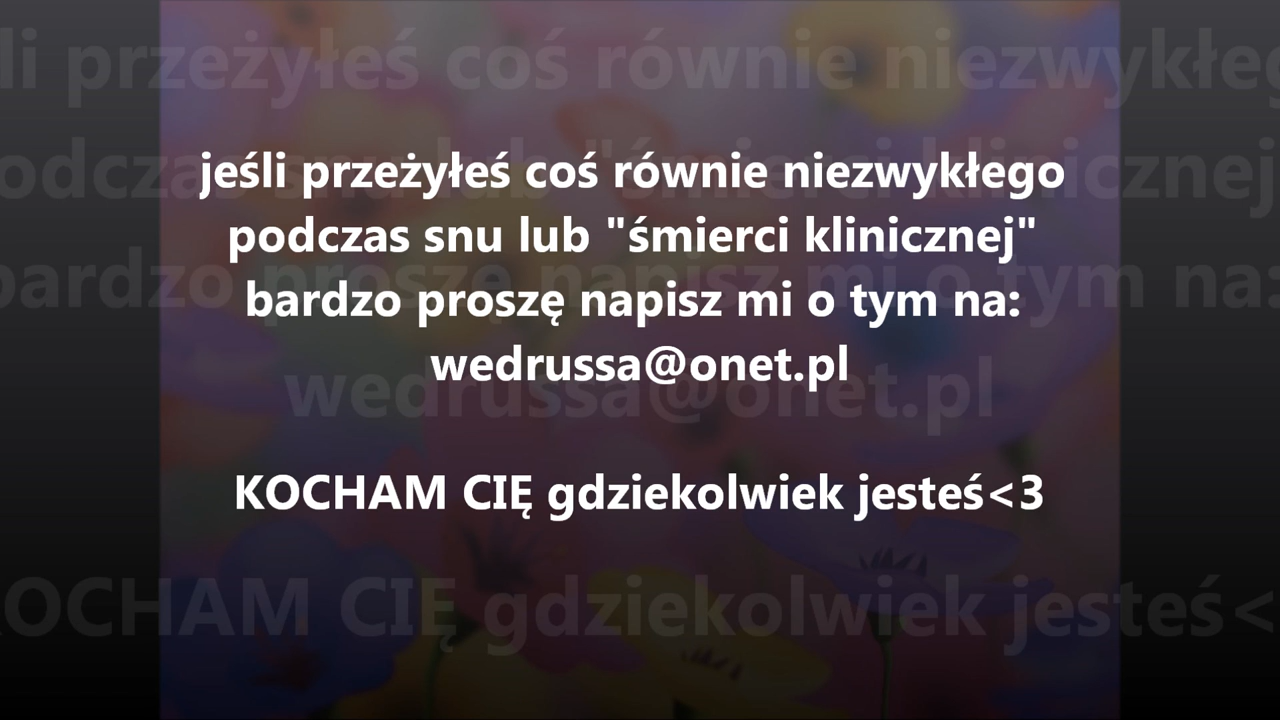 jeśli przeżyłeś coś równie niezwykłego
podczas snu lub "śmierci klinicznej"
bardzo proszę napisz mi o tym na:
wedrussa@onet.pl
KOCHAM CIĘ gdziekolwiek jesteś<3